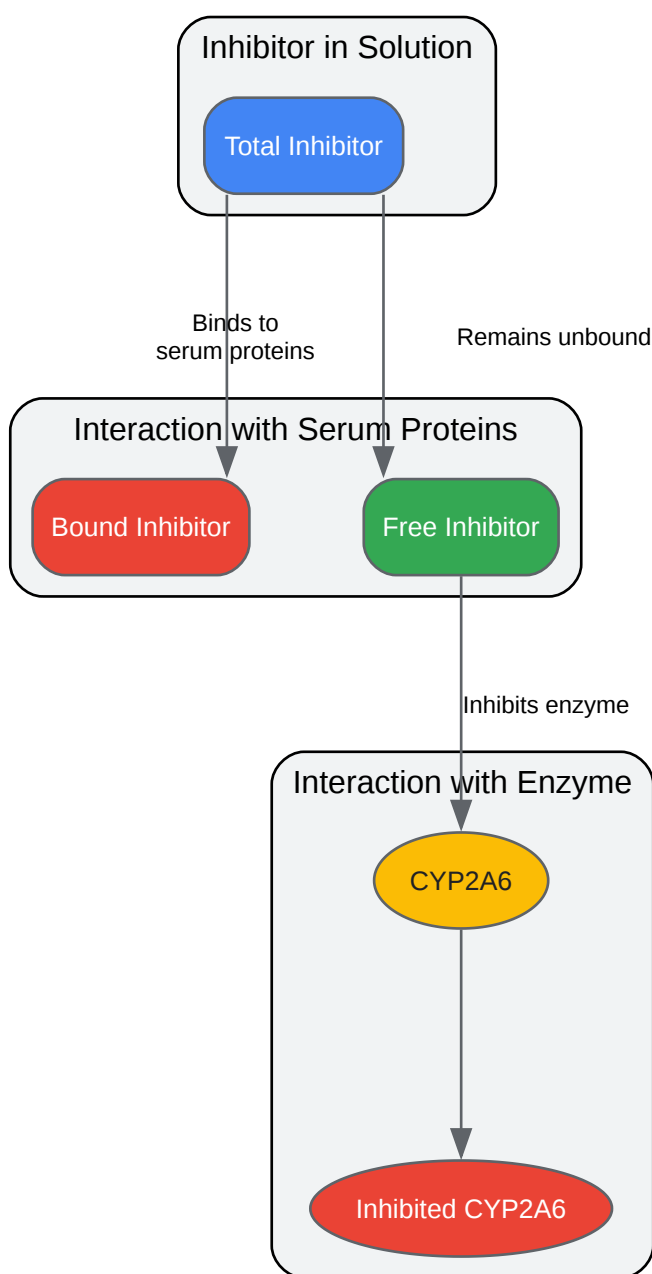 Inhibitor in Solution
Total Inhibitor
Binds to
serum proteins
Remains unbound
Interaction with Serum Proteins
Bound Inhibitor
Free Inhibitor
Inhibits enzyme
Interaction with Enzyme
CYP2A6
Inhibited CYP2A6